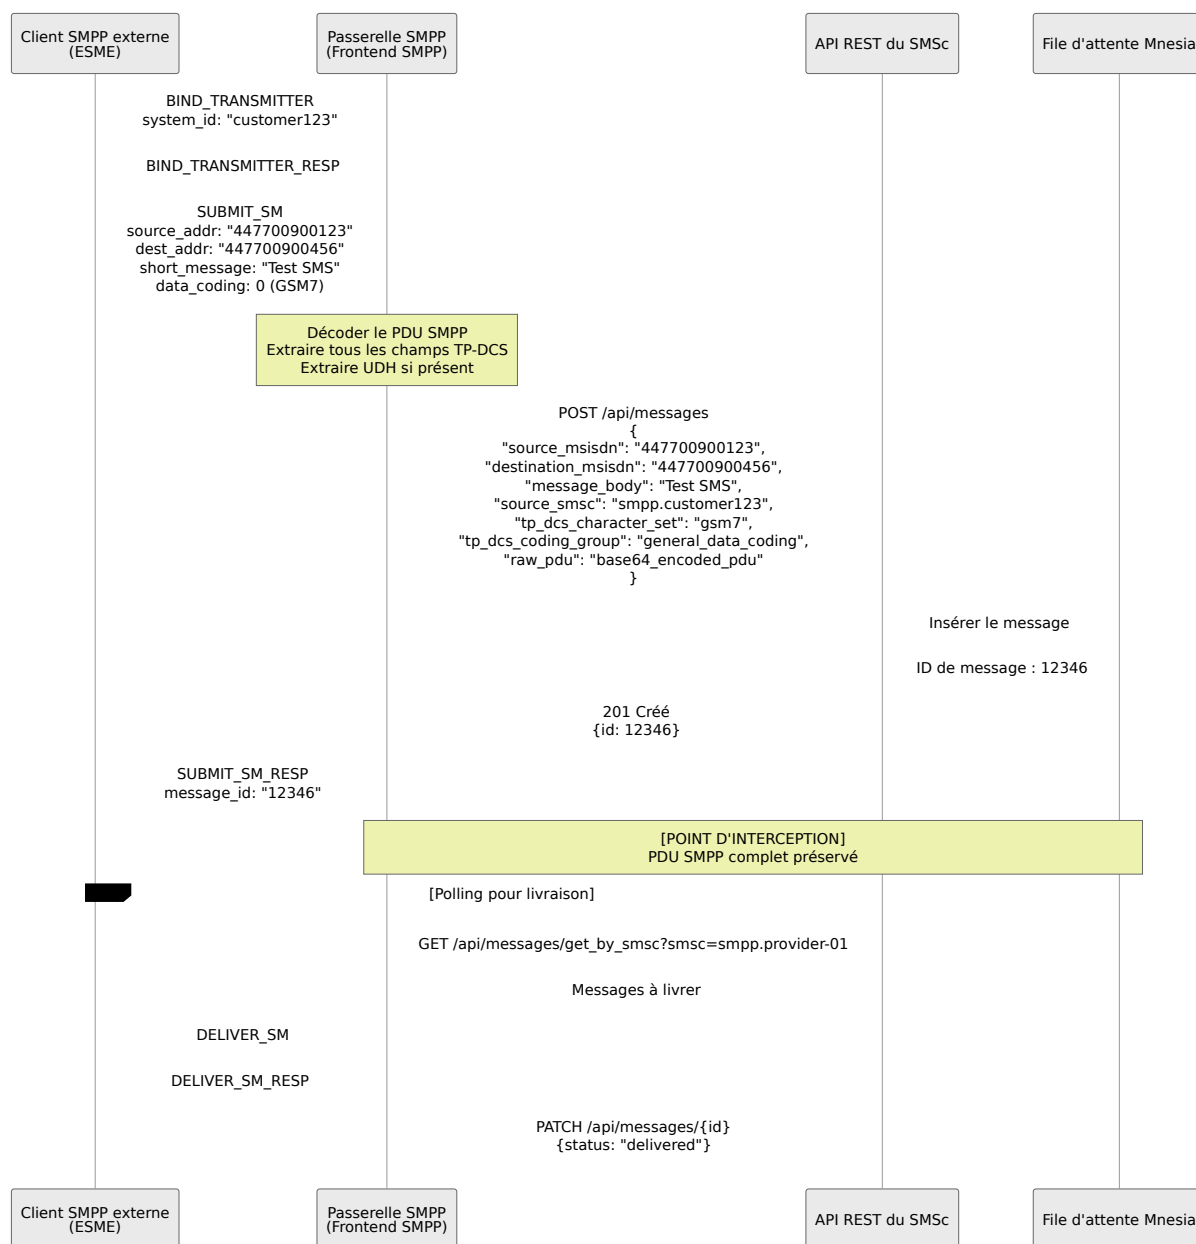 Client SMPP externe
(ESME)
Passerelle SMPP
(Frontend SMPP)
API REST du SMSc
File d'attente Mnesia
BIND_TRANSMITTER
system_id: "customer123"
BIND_TRANSMITTER_RESP
SUBMIT_SM
source_addr: "447700900123"
dest_addr: "447700900456"
short_message: "Test SMS"
data_coding: 0 (GSM7)
Décoder le PDU SMPP
Extraire tous les champs TP-DCS
Extraire UDH si présent
POST /api/messages
{
"source_msisdn": "447700900123",
"destination_msisdn": "447700900456",
"message_body": "Test SMS",
"source_smsc": "smpp.customer123",
"tp_dcs_character_set": "gsm7",
"tp_dcs_coding_group": "general_data_coding",
"raw_pdu": "base64_encoded_pdu"
}
Insérer le message
ID de message : 12346
201 Créé
{id: 12346}
SUBMIT_SM_RESP
message_id: "12346"
[POINT D'INTERCEPTION]
PDU SMPP complet préservé
[Polling pour livraison]
GET /api/messages/get_by_smsc?smsc=smpp.provider-01
Messages à livrer
DELIVER_SM
DELIVER_SM_RESP
PATCH /api/messages/{id}
{status: "delivered"}
Client SMPP externe
(ESME)
Passerelle SMPP
(Frontend SMPP)
API REST du SMSc
File d'attente Mnesia